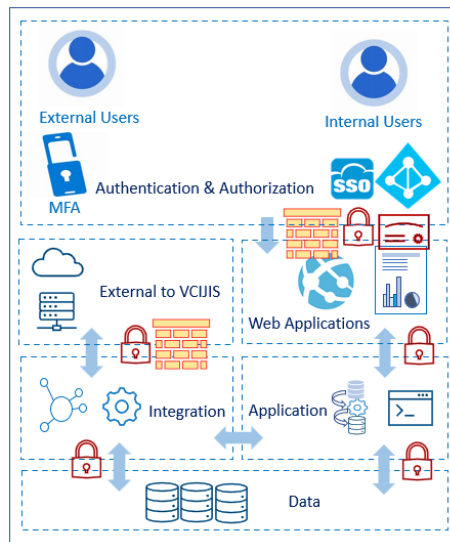 External Users
Internal Users
MFA
Authentication & Authorization
SSO
External to VCIJIS
Web Applications
Integration
Application
Data